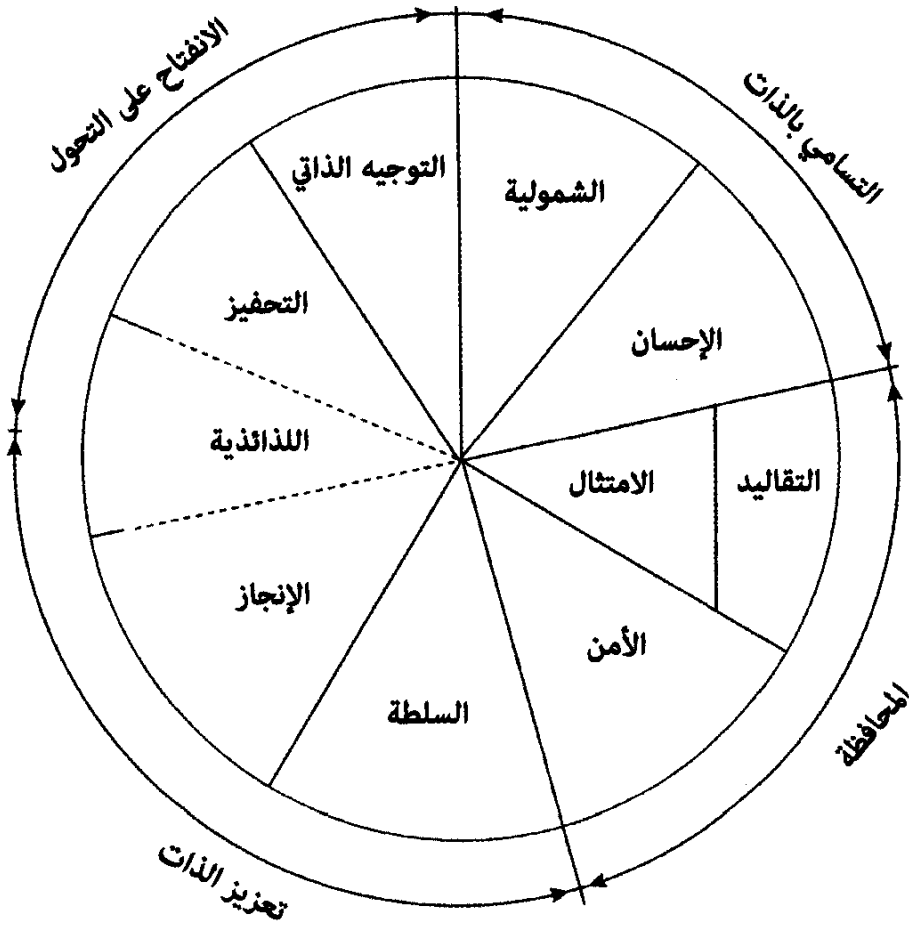 الانفتاح على التحول
التسامي بالذات
التوجيه الذاتي
الشمولية
التحفيز
الإحسان
اللذائذية
الامتثال
التقاليد
الإنجاز
الأمن
السلطة
المحافظة
تعزيز الذات